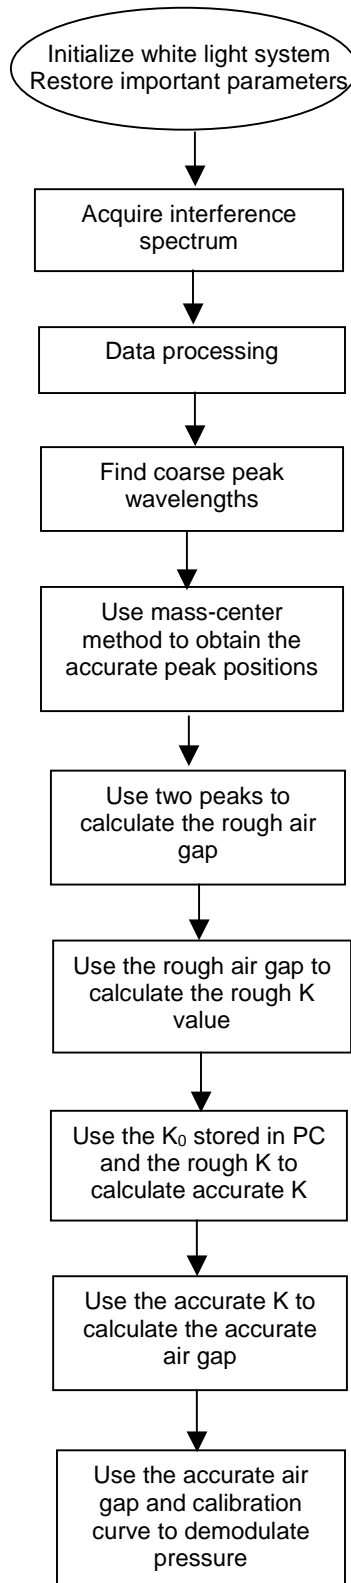 Initialize white light system
Restore important parameters
Acquire interference
spectrum
Data processing
Find coarse peak
wavelengths
Use mass-center
method to obtain the
accurate peak positions
Use two peaks to
calculate the rough air
gap
Use the rough air gap to
calculate the rough K
value
Use the K₀ stored in PC
and the rough K to
calculate accurate K
Use the accurate K to
calculate the accurate
air gap
Use the accurate air
gap and calibration
curve to demodulate
pressure